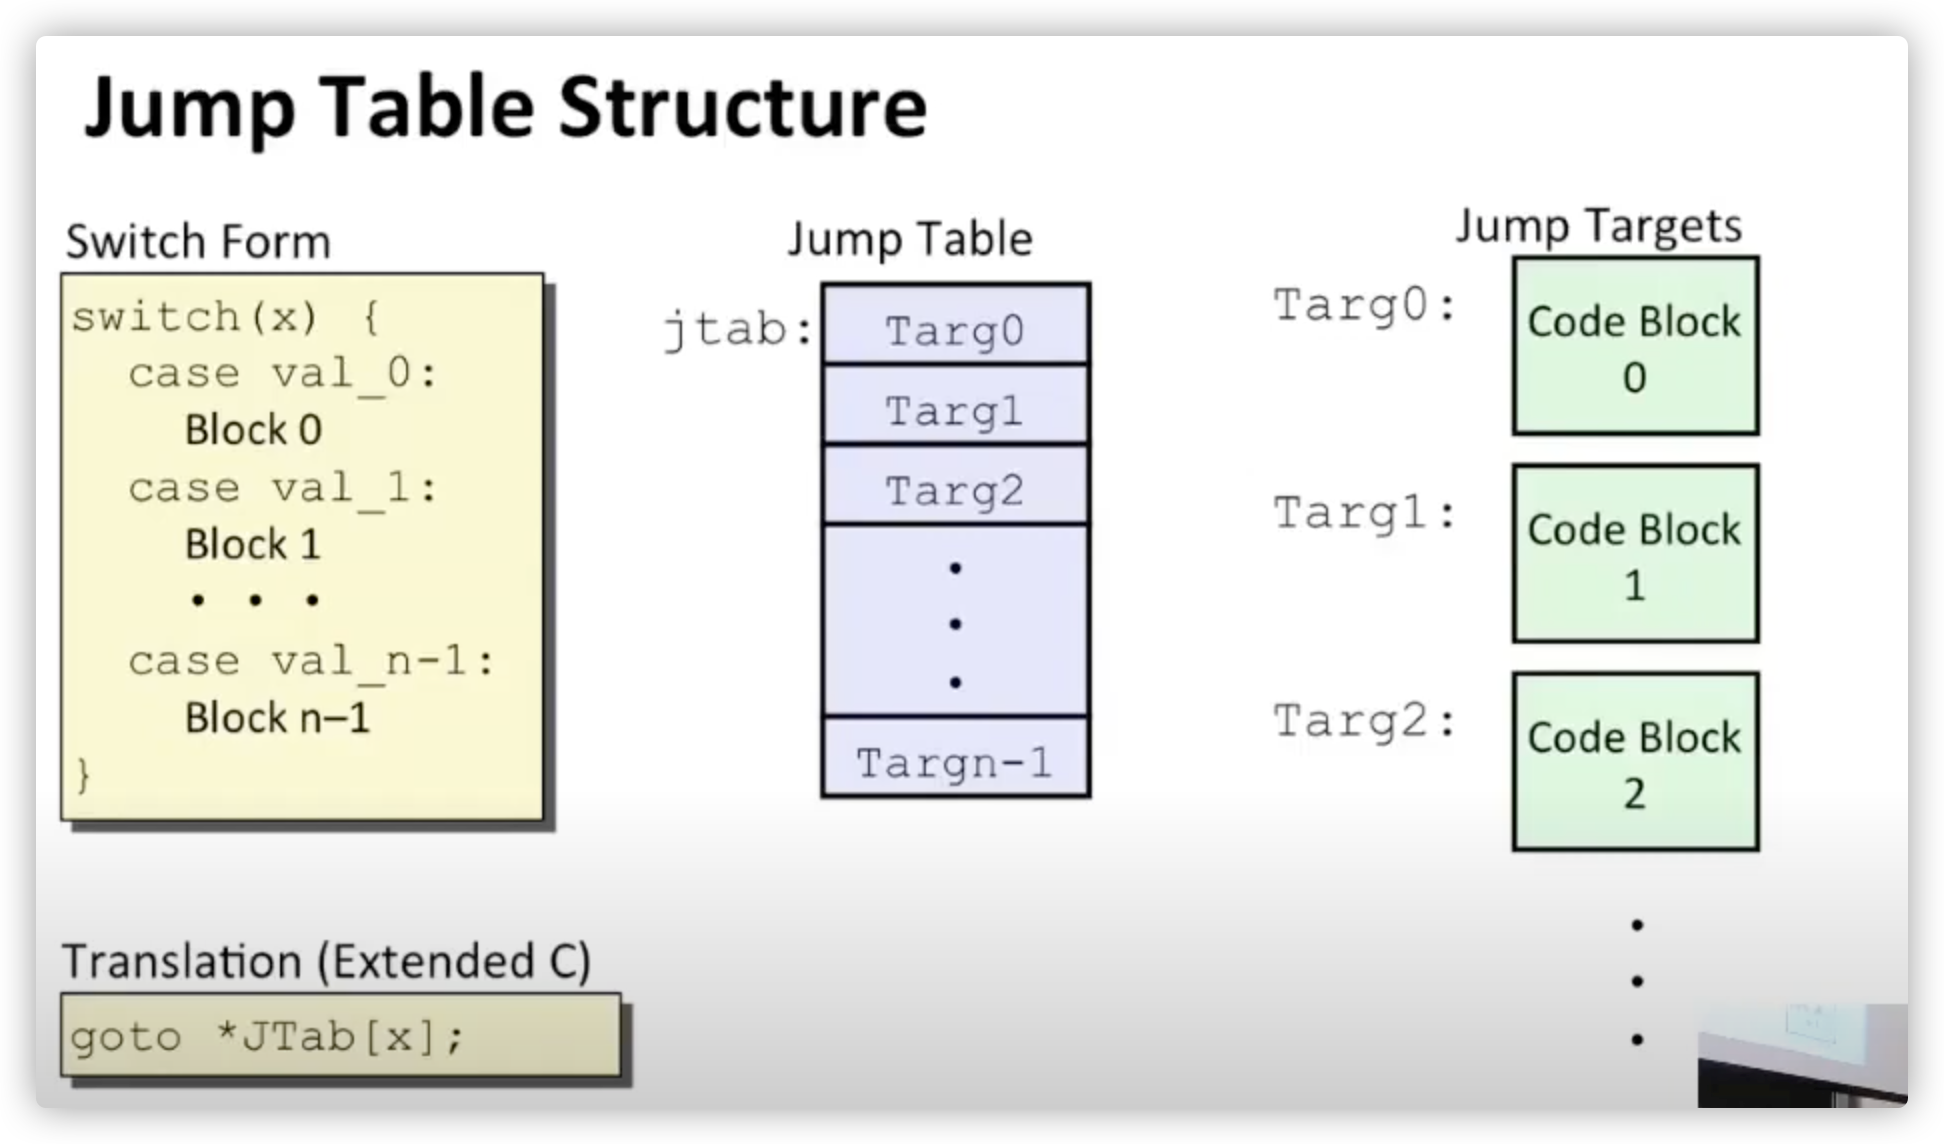 Jump Table Structure
Switch Form
switch(x) {
case val_0:
Block 0
case val_1:
Block 1
• • •
case val_n-1:
Block n–1
}
Translation (Extended C)
goto *JTab[x];
Jump Table
jtab:
Targ0
Targ1
Targ2
•
•
•
Targn-1
Jump Targets
Targ0:
Code Block
0
Targ1:
Code Block
1
Targ2:
Code Block
2
•
•
•